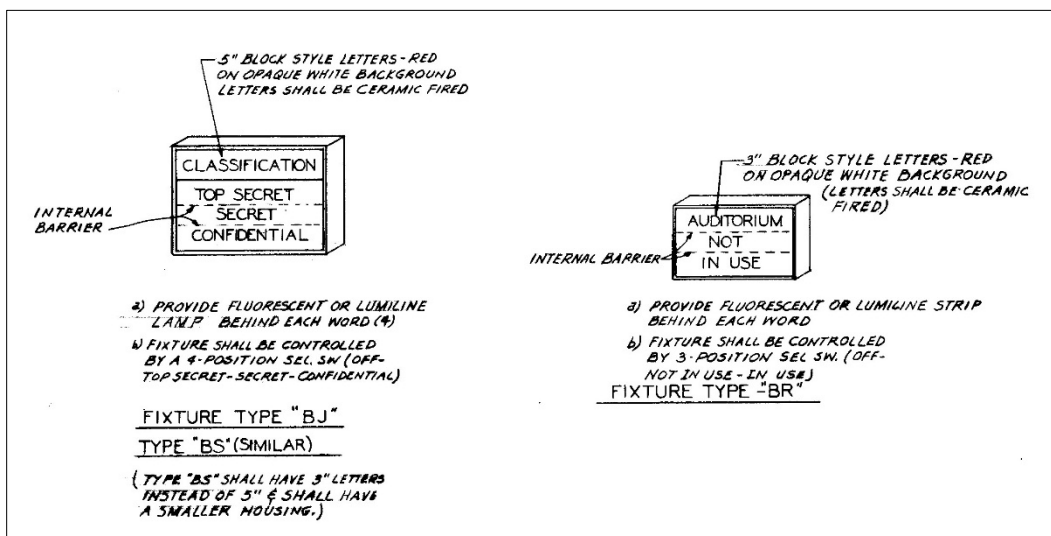 5" BLOCK STYLE LETTERS - RED
ON OPAQUE WHITE BACKGROUND
LETTERS SHALL BE CERAMIC FIRED
CLASSIFICATION
TOP SECRET
SECRET
CONFIDENTIAL
INTERNAL
BARRIER
a) PROVIDE FLUORESCENT OR LUMILINE
LAMP BEHIND EACH WORD (4)
b) FIXTURE SHALL BE CONTROLLED
BY A 4-POSITION SEL. SW (OFF-
TOP SECRET-SECRET-CONFIDENTIAL)
FIXTURE TYPE "BJ"
TYPE "BS" (SIMILAR)
(TYPE "BS" SHALL HAVE 3" LETTERS
INSTEAD OF 5" & SHALL HAVE
A SMALLER HOUSING.)
3" BLOCK STYLE LETTERS - RED
ON OPAQUE WHITE BACKGROUND
(LETTERS SHALL BE CERAMIC
FIRED)
AUDITORIUM
NOT
IN USE
INTERNAL BARRIER
a) PROVIDE FLUORESCENT OR LUMILINE STRIP
BEHIND EACH WORD
b) FIXTURE SHALL BE CONTROLLED
BY 3-POSITION SEL SW. (OFF-
NOT IN USE - IN USE)
FIXTURE TYPE - "BR"